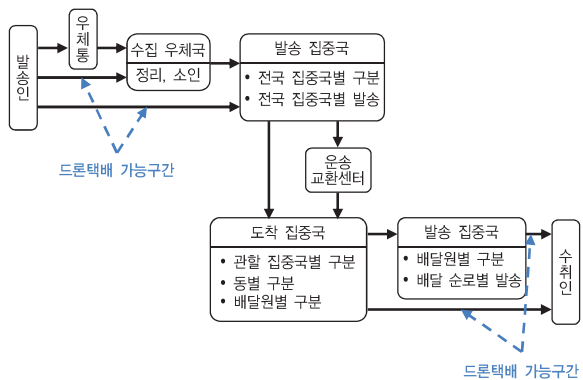 발송인
우체통
수집 우체국
정리, 소인
발송 집중국
• 전국 집중국별 구분
• 전국 집중국별 발송
드론택배 가능구간
운송
교환센터
도착 집중국
• 관할 집중국별 구분
• 동별 구분
• 배달원별 구분
발송 집중국
• 배달원별 구분
• 배달 순로별 발송
수취인
드론택배 가능구간